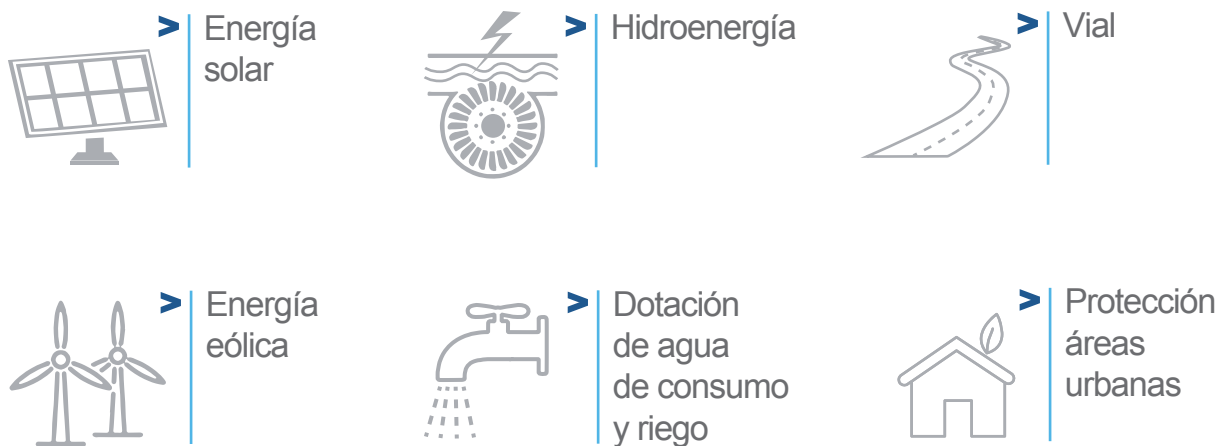 > Energía
solar
> Hidroenergía
> Vial
> Energía
eólica
> Dotación
de agua
de consumo
y riego
> Protección
áreas
urbanas